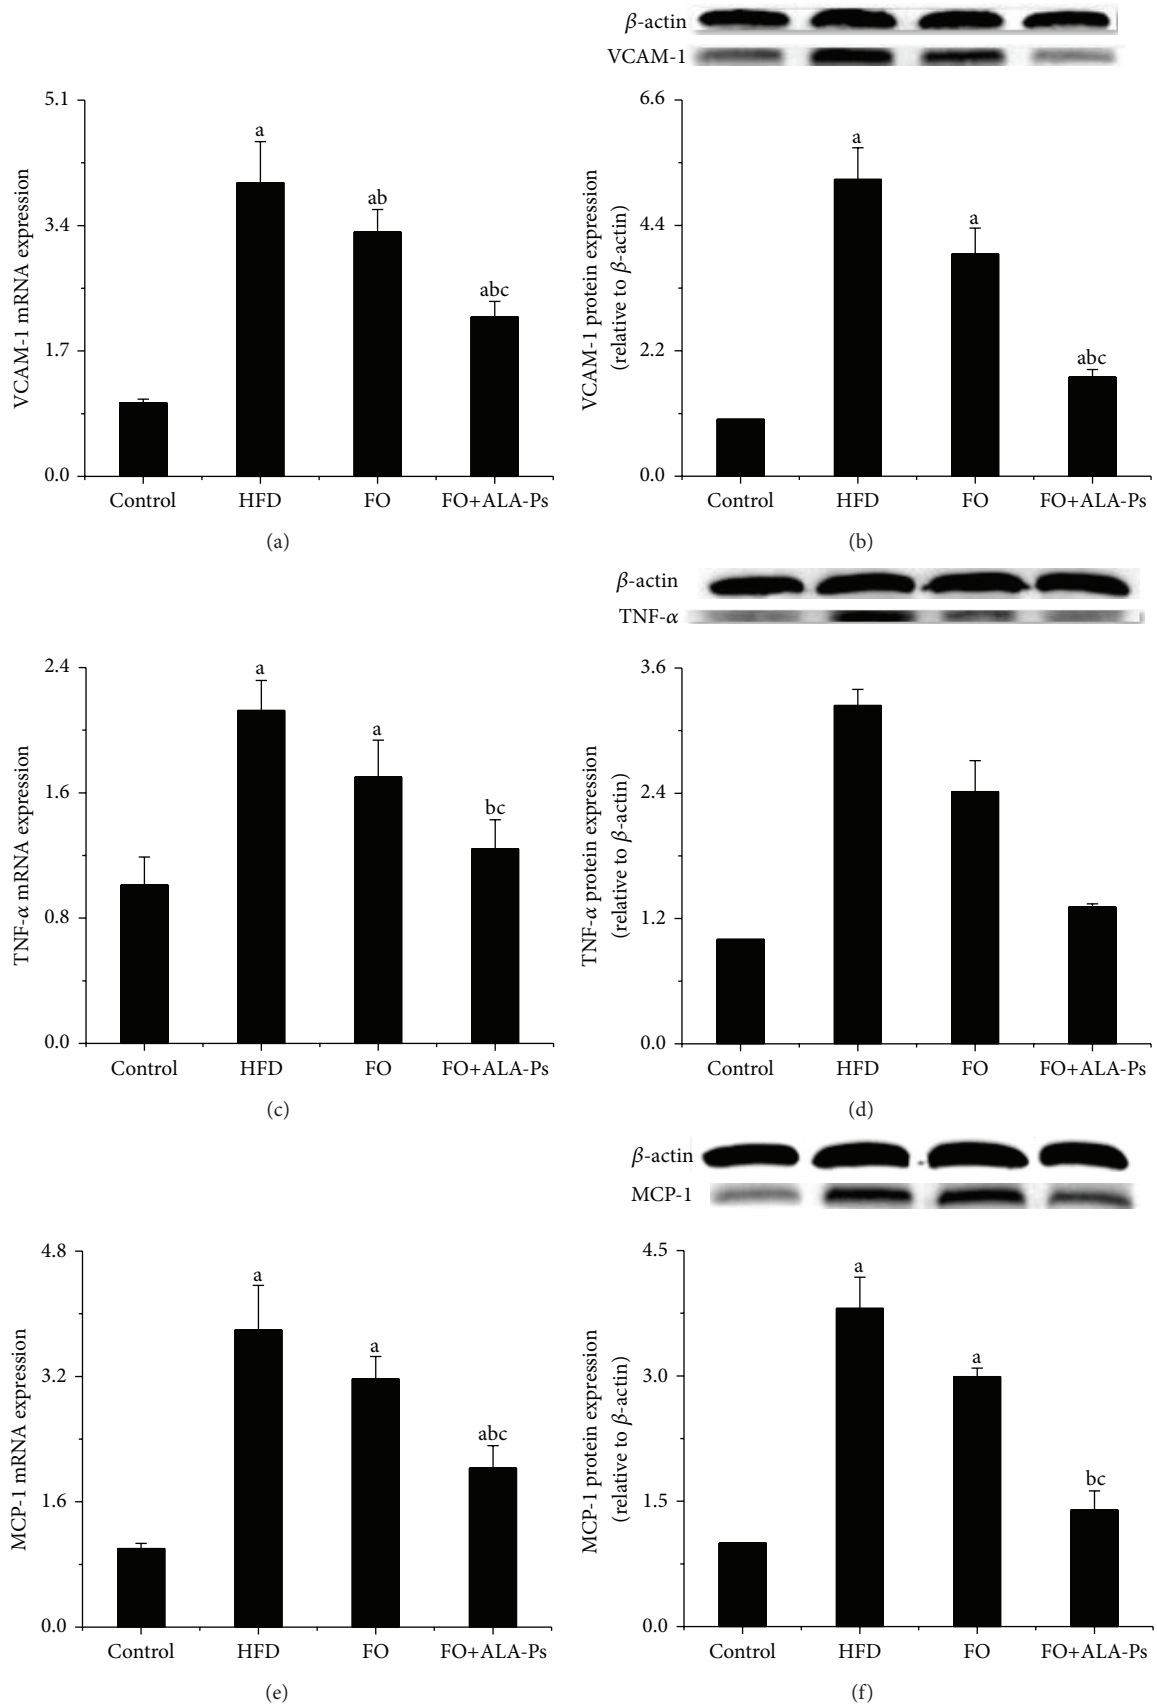 β-actin
VCAM-1
5.1
3.4
1.7
0.0
VCAM-1 mRNA expression
a
ab
abc
Control HFD FO FO+ALA-Ps
(a)
6.6
4.4
2.2
0.0
VCAM-1 protein expression
(relative to β-actin)
a
a
abc
Control HFD FO FO+ALA-Ps
(b)
β-actin
TNF-α
2.4
1.6
0.8
0.0
TNF-α mRNA expression
a
a
bc
Control HFD FO FO+ALA-Ps
(c)
3.6
2.4
1.2
0.0
TNF-α protein expression
(relative to β-actin)
Control HFD FO FO+ALA-Ps
(d)
β-actin
MCP-1
4.8
3.2
1.6
0.0
MCP-1 mRNA expression
a
a
abc
Control HFD FO FO+ALA-Ps
(e)
4.5
3.0
1.5
0.0
MCP-1 protein expression
(relative to β-actin)
a
a
bc
Control HFD FO FO+ALA-Ps
(f)